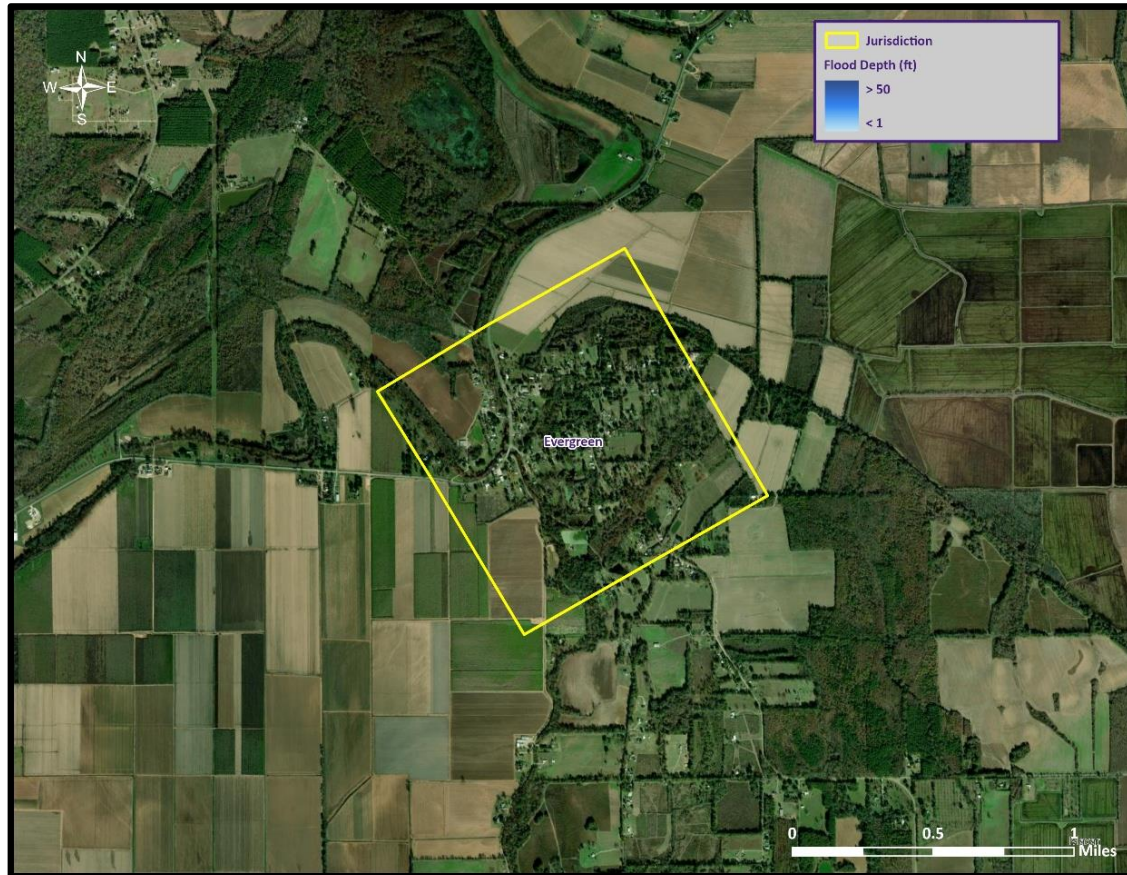 N
W E
S
Jurisdiction
Flood Depth (ft)
> 50
< 1
Evergreen
0 0.5 1
Miles